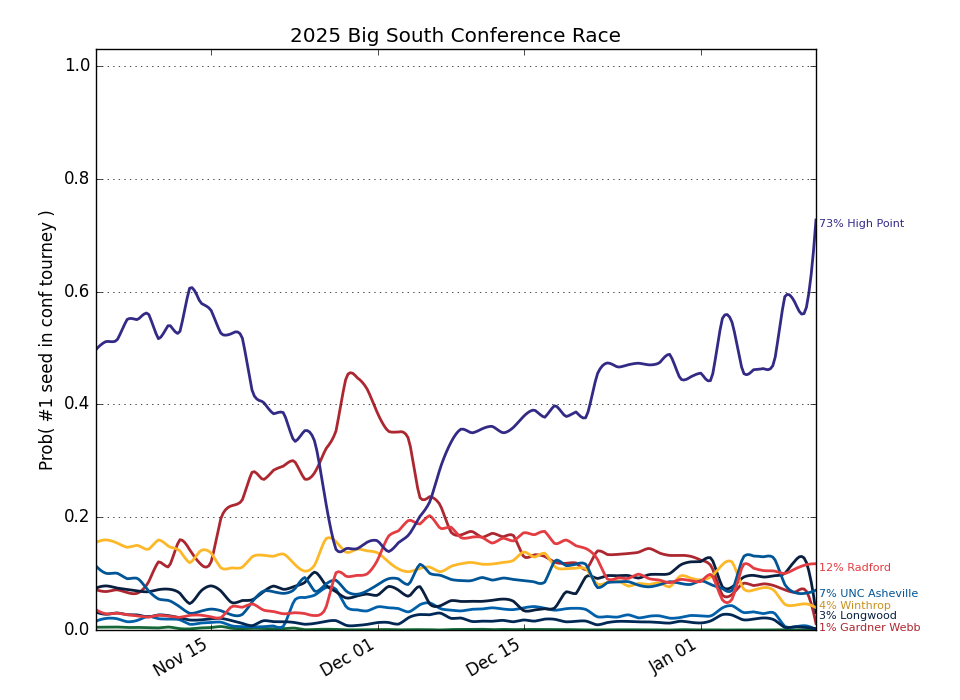 2025 Big South Conference Race
1.0
0.8
0.6
0.4
0.2
0.0
Prob( #1 seed in conf tourney )
73% High Point
12% Radford
7% UNC Asheville
4% Winthrop
3% Longwood
1% Gardner Webb
Nov 15
Dec 01
Dec 15
Jan 01